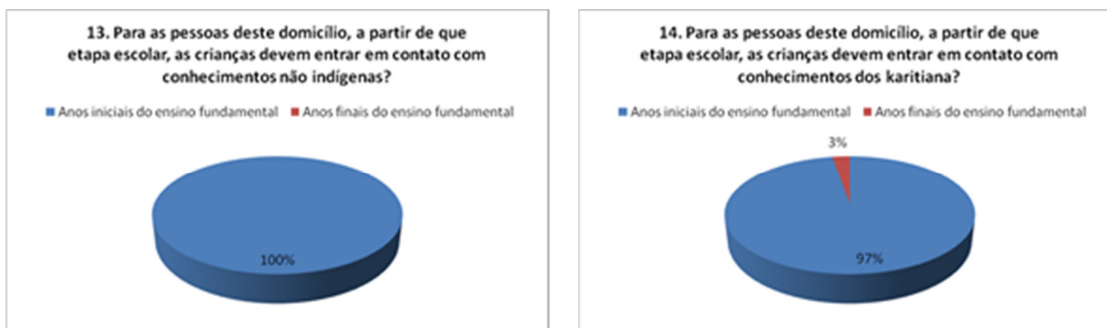 13. Para as pessoas deste domicílio, a partir de que
etapa escolar, as crianças devem entrar em contato com
conhecimentos não indígenas?
Anos iniciais do ensino fundamental Anos finais do ensino fundamental
100%
14. Para as pessoas deste domicílio, a partir de que
etapa escolar, as crianças devem entrar em contato com
conhecimentos dos karitiana?
Anos iniciais do ensino fundamental Anos finais do ensino fundamental
3%
97%